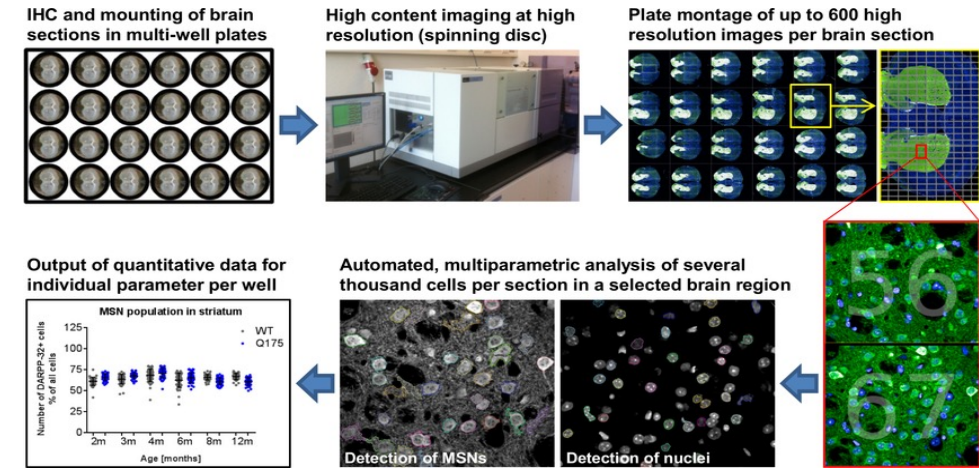 IHC and mounting of brain
sections in multi-well plates
High content imaging at high
resolution (spinning disc)
Plate montage of up to 600 high
resolution images per brain section
56
67
Automated, multiparametric analysis of several
thousand cells per section in a selected brain region
Detection of MSNs
Detection of nuclei
Output of quantitative data for
individual parameter per well
MSN population in striatum
WT
Q175
Number of DARPP-32+ cells
% of all cells
125
100
75
50
25
0
2m 3m 4m 6m 8m 12m
Age [months]